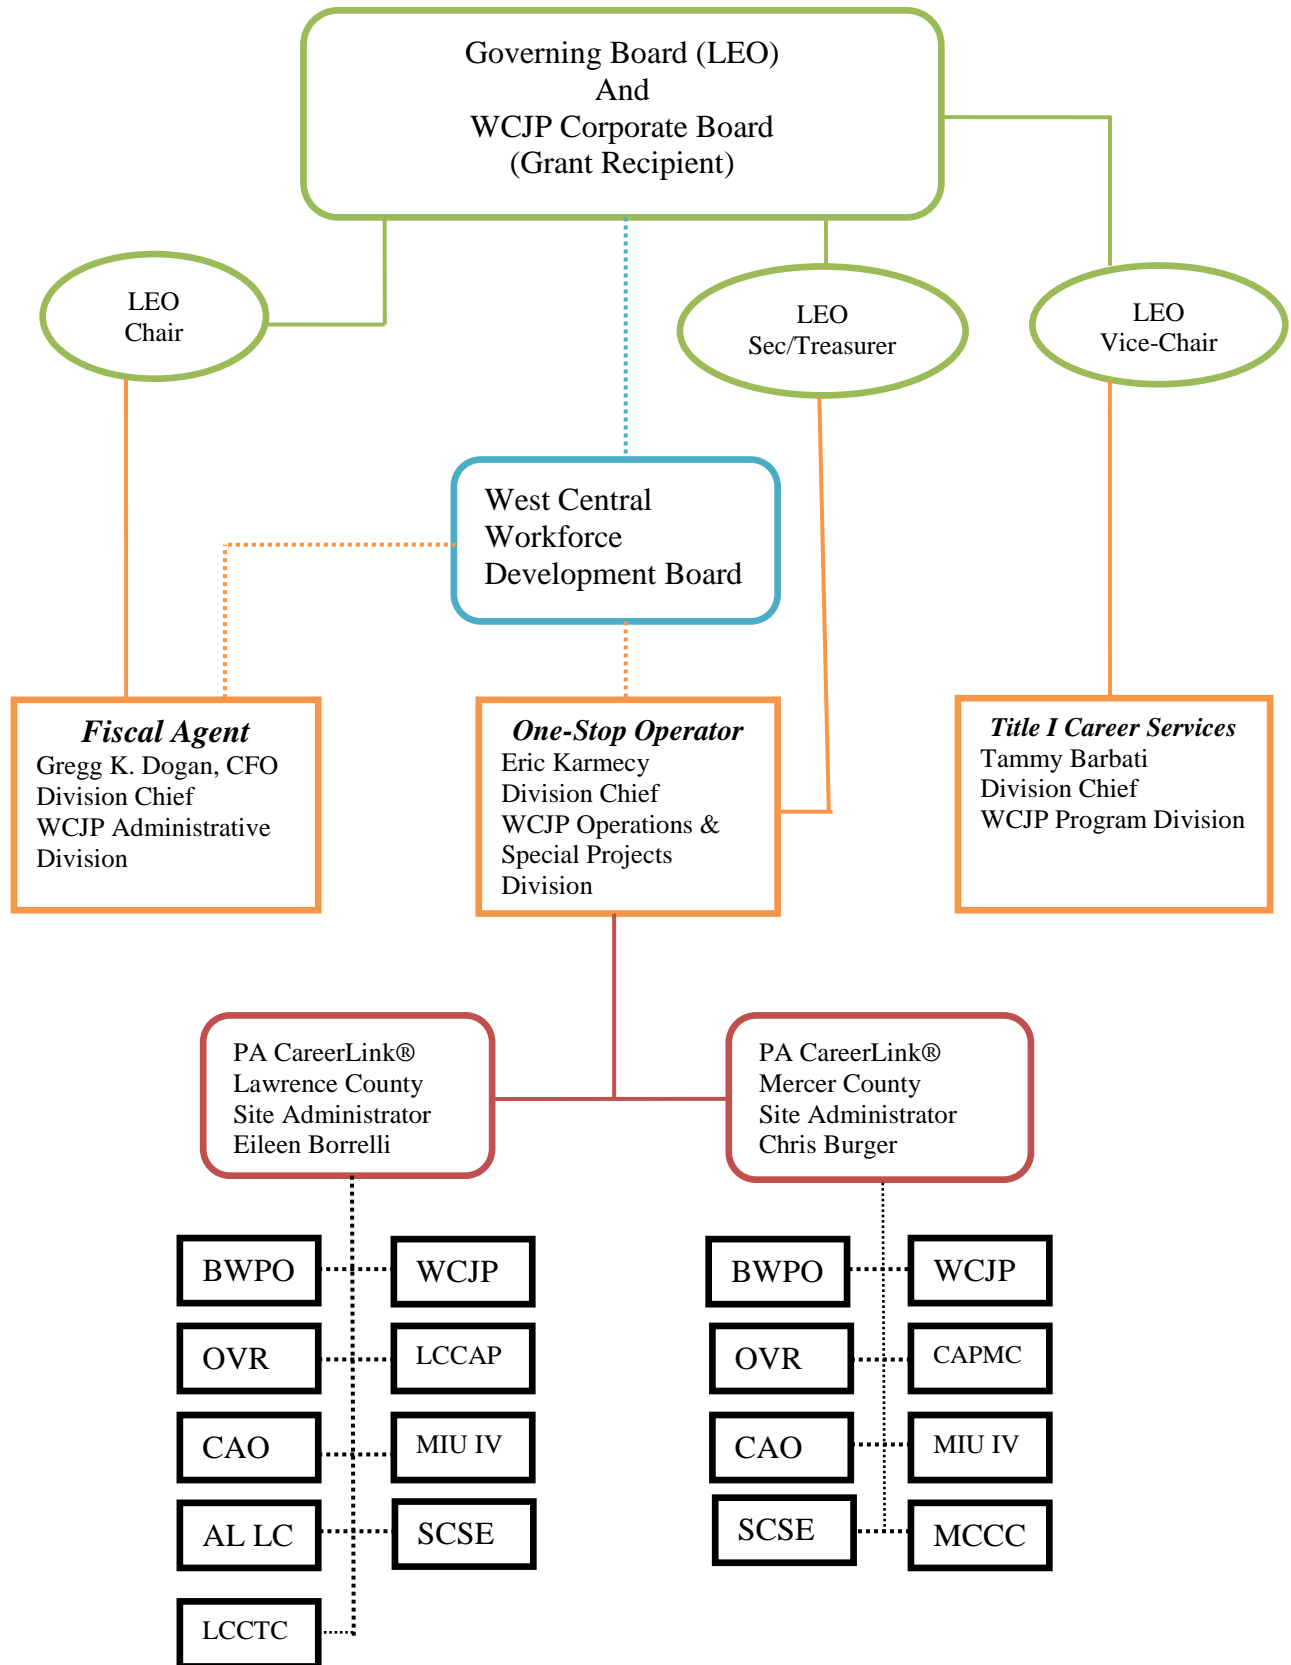 Governing Board (LEO)
And
WCJP Corporate Board
(Grant Recipient)
LEO
Chair
LEO
Sec/Treasurer
LEO
Vice-Chair
West Central
Workforce
Development Board
Fiscal Agent
Gregg K. Dogan, CFO
Division Chief
WCJP Administrative
Division
One-Stop Operator
Eric Karmecy
Division Chief
WCJP Operations &
Special Projects
Division
Title I Career Services
Tammy Barbati
Division Chief
WCJP Program Division
PA CareerLink®
Lawrence County
Site Administrator
Eileen Borrelli
PA CareerLink®
Mercer County
Site Administrator
Chris Burger
BWPO
WCJP
OVR
LCCAP
CAO
MIU IV
AL LC
SCSE
LCCTC
BWPO
WCJP
OVR
CAPMC
CAO
MIU IV
SCSE
MCCC